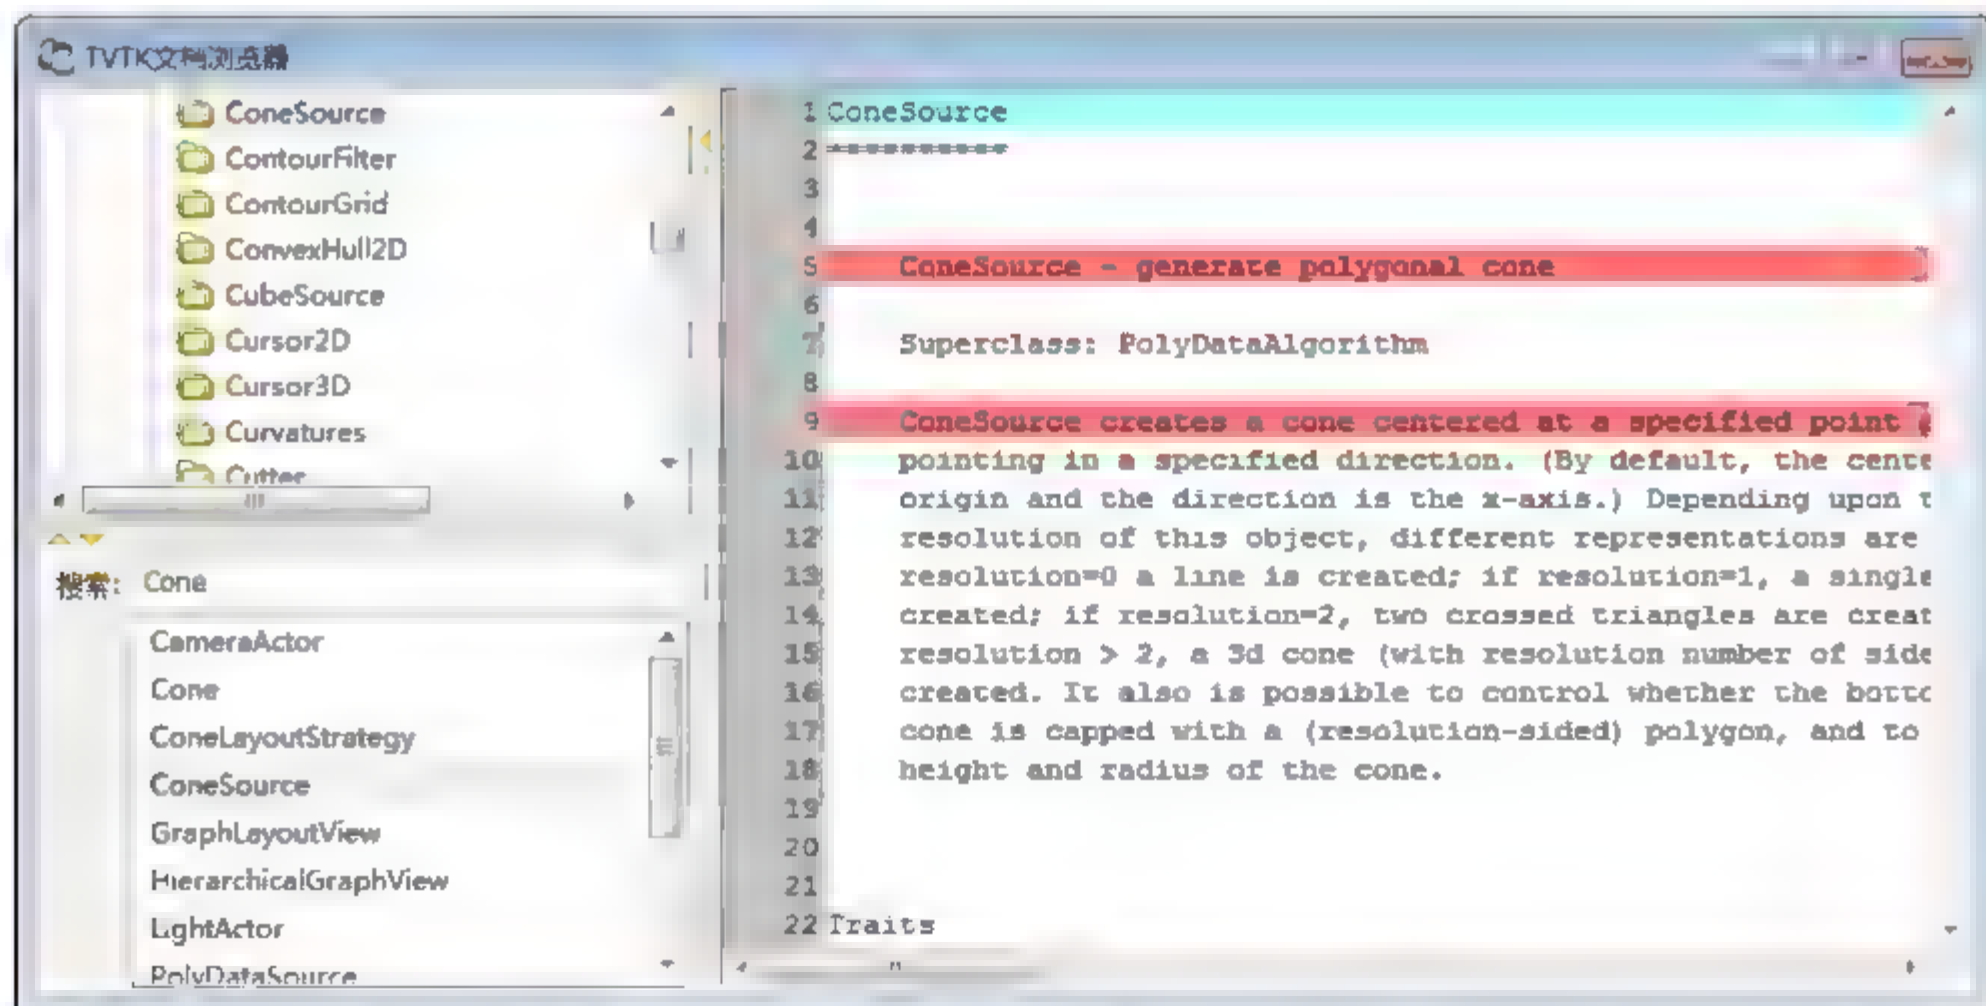 TVTK文档浏览器
ConeSource
ContourFilter
ContourGrid
ConvexHull2D
CubeSource
Cursor2D
Cursor3D
Curvatures
Cutter
搜索: Cone
CameraActor
Cone
ConeLayoutStrategy
ConeSource
GraphLayoutView
HierarchicalGraphView
LightActor
PolyDataSource
1 ConeSource
2 ==========
3
4
5 ConeSource - generate polygonal cone
6
7 Superclass: PolyDataAlgorithm
8
9 ConeSource creates a cone centered at a specified point
10 pointing in a specified direction. (By default, the cente
11 origin and the direction is the x-axis.) Depending upon t
12 resolution of this object, different representations are
13 resolution=0 a line is created; if resolution=1, a single
14 created; if resolution=2, two crossed triangles are creat
15 resolution > 2, a 3d cone (with resolution number of side
16 created. It also is possible to control whether the botto
17 cone is capped with a (resolution-sided) polygon, and to
18 height and radius of the cone.
19
20
21
22 Traits